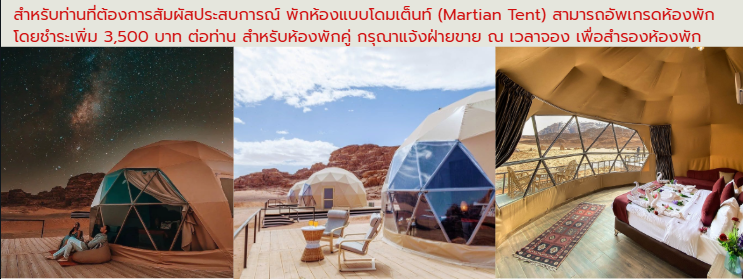 สำหรับท่านที่ต้องการสัมผัสประสบการณ์ พักห้องแบบโดมเต็นท์ (Martian Tent) สามารถอัพเกรดห้องพัก
โดยชำระเพิ่ม 3,500 บาท ต่อท่าน สำหรับห้องพักคู่ กรุณาแจ้งฝ่ายขาย ณ เวลาจอง เพื่อสำรองห้องพัก